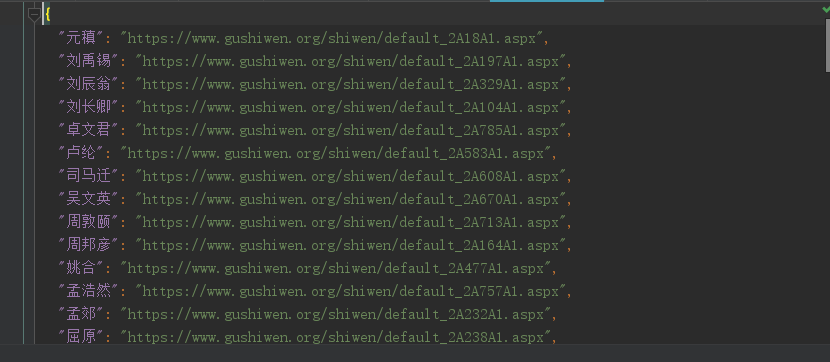 {
"元稹": "https://www.gushiwen.org/shiwen/default_2A18A1.aspx",
"刘禹锡": "https://www.gushiwen.org/shiwen/default_2A197A1.aspx",
"刘辰翁": "https://www.gushiwen.org/shiwen/default_2A329A1.aspx",
"刘长卿": "https://www.gushiwen.org/shiwen/default_2A104A1.aspx",
"卓文君": "https://www.gushiwen.org/shiwen/default_2A785A1.aspx",
"卢纶": "https://www.gushiwen.org/shiwen/default_2A583A1.aspx",
"司马迁": "https://www.gushiwen.org/shiwen/default_2A608A1.aspx",
"吴文英": "https://www.gushiwen.org/shiwen/default_2A670A1.aspx",
"周敦颐": "https://www.gushiwen.org/shiwen/default_2A713A1.aspx",
"周邦彦": "https://www.gushiwen.org/shiwen/default_2A164A1.aspx",
"姚合": "https://www.gushiwen.org/shiwen/default_2A477A1.aspx",
"孟浩然": "https://www.gushiwen.org/shiwen/default_2A757A1.aspx",
"孟郊": "https://www.gushiwen.org/shiwen/default_2A232A1.aspx",
"屈原": "https://www.gushiwen.org/shiwen/default_2A238A1.aspx",